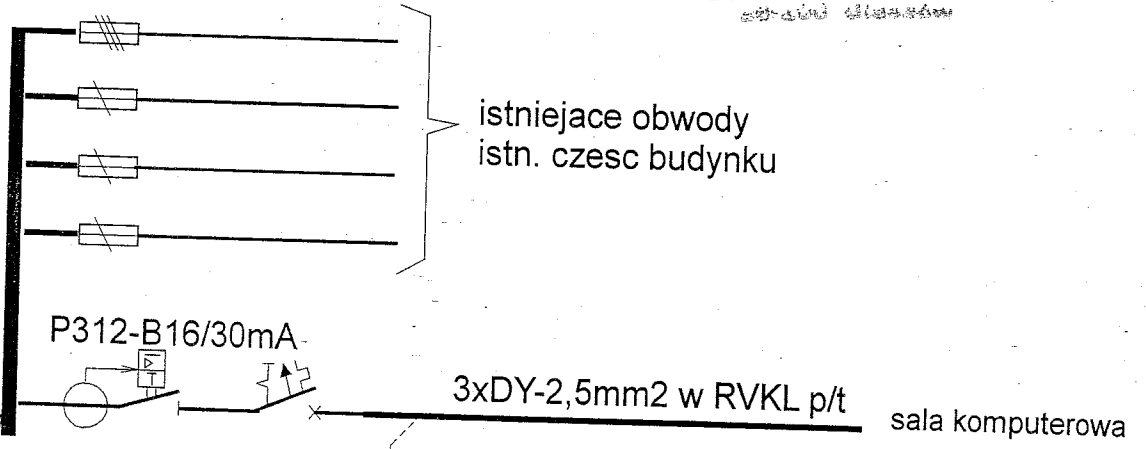 istniejace obwody
istn. czesc budynku
P312-B16/30mA
3xDY-2,5mm2 w RVKL p/t
sala komputerowa